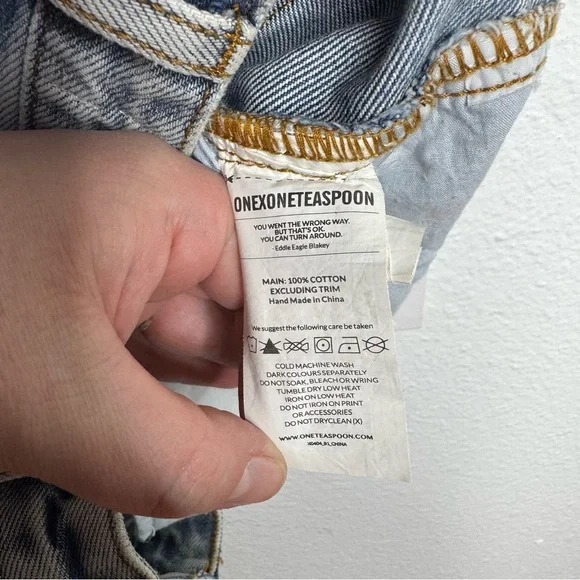 ONEXONETEASPOON
YOU WENT THE WRONG WAY.
BUT THAT'S OK.
YOU CAN TURN AROUND.
-Eddie Eagle Blakey
MAIN: 100% COTTON
EXCLUDING TRIM
Hand Made in China
We suggest the following care be taken
COLD MACHINE WASH
DARK COLOURS SEPARATELY
DO NOT SOAK, BLEACH OR WRING
TUMBLE DRY LOW HEAT
IRON ON LOW HEAT
DO NOT IRON ON PRINT
OR ACCESSORIES
DO NOT DRYCLEAN (X)
WWW.ONETEASPOON.COM